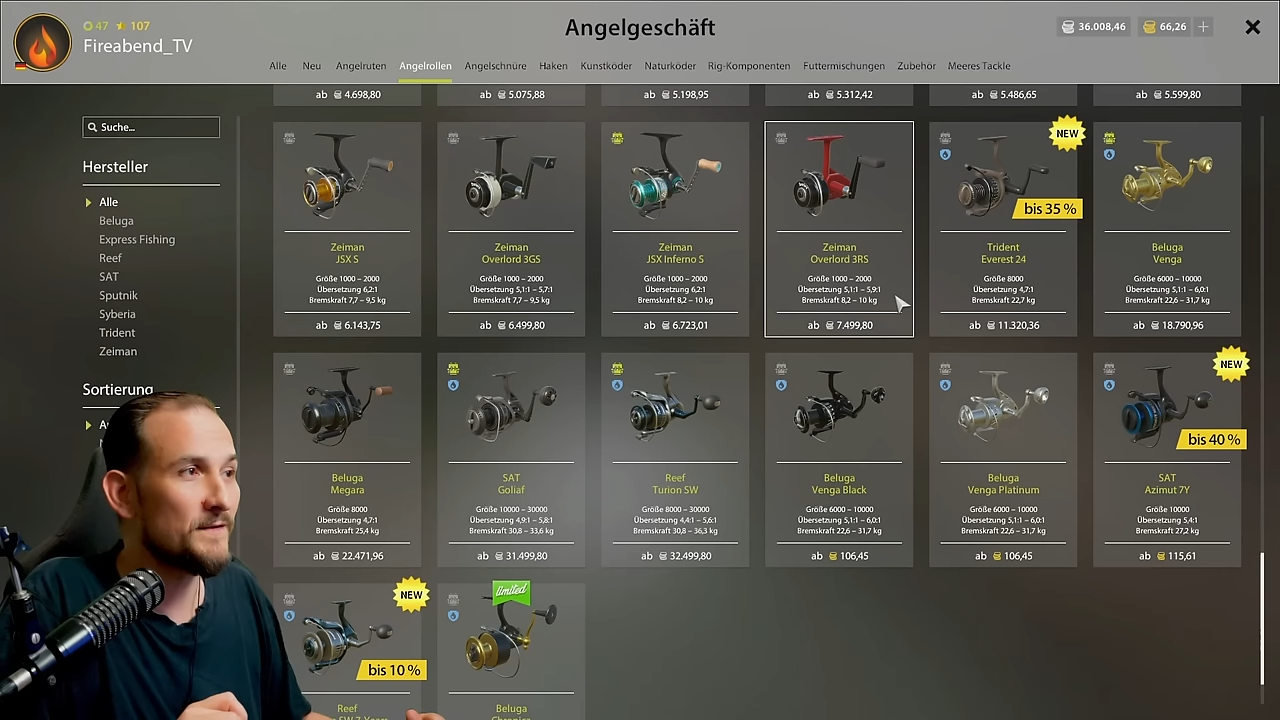 47 107
Fireabend_TV
Angelgeschäft
36.008,46 66,26 +
Alle Neu Angelruten Angelrollen Angelschnüre Haken Kunstköder Naturköder Rig-Komponenten Futtermischungen Zubehör Meeres Tackle
ab 4.698,80
ab 5.075,88
ab 5.198,95
ab 5.312,42
ab 5.486,65
ab 5.599,80
Suche...
Hersteller
Alle
Beluga
Express Fishing
Reef
SAT
Sputnik
Syberia
Trident
Zeiman
Sortierung
Zeiman
JSX S
Größe 1000 – 2000
Übersetzung 6,2:1
Bremskraft 7,7 – 9,5 kg
ab 6.143,75
Zeiman
Overlord 3GS
Größe 1000 – 2000
Übersetzung 5,1:1 – 5,7:1
Bremskraft 7,7 – 9,5 kg
ab 6.499,80
Zeiman
JSX Inferno S
Größe 1000 – 2000
Übersetzung 6,2:1
Bremskraft 8,2 – 10 kg
ab 6.723,01
Zeiman
Overlord 3RS
Größe 1000 – 2000
Übersetzung 5,1:1 – 5,9:1
Bremskraft 8,2 – 10 kg
ab 7.499,80
NEW
bis 35 %
Trident
Everest 24
Größe 8000
Übersetzung 4,7:1
Bremskraft 22,7 kg
ab 11.320,36
Beluga
Venga
Größe 6000 – 10000
Übersetzung 5,1:1 – 6,0:1
Bremskraft 22,6 – 31,7 kg
ab 18.790,96
Beluga
Megara
Größe 8000
Übersetzung 4,7:1
Bremskraft 25,4 kg
ab 22.471,96
SAT
Goliaf
Größe 10000 – 30000
Übersetzung 4,9:1 – 5,8:1
Bremskraft 30,8 – 33,6 kg
ab 31.499,80
Reef
Turion SW
Größe 8000 – 30000
Übersetzung 4,4:1 – 5,6:1
Bremskraft 30,8 – 36,3 kg
ab 32.499,80
Beluga
Venga Black
Größe 6000 – 10000
Übersetzung 5,1:1 – 6,0:1
Bremskraft 22,6 – 31,7 kg
ab 106,45
Beluga
Venga Platinum
Größe 6000 – 10000
Übersetzung 5,1:1 – 6,0:1
Bremskraft 22,6 – 31,7 kg
ab 106,45
NEW
bis 40 %
SAT
Azimut 7Y
Größe 10000
Übersetzung 5,4:1
Bremskraft 27,2 kg
ab 115,61
NEW
bis 10 %
Reef
limited
Beluga